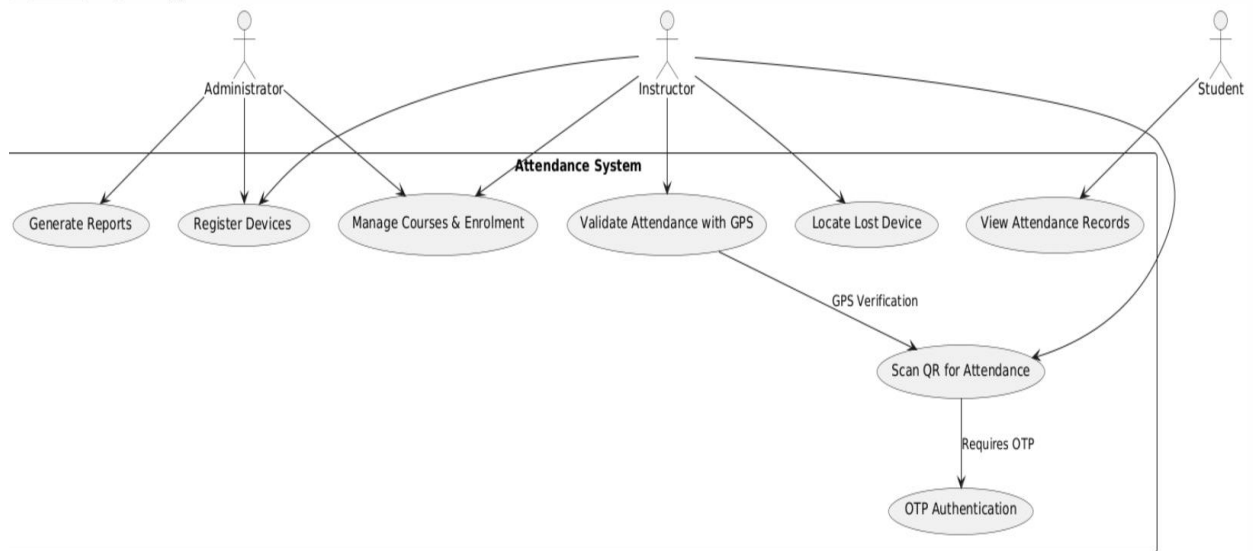 Administrator
Instructor
Student
Attendance System
Generate Reports
Register Devices
Manage Courses & Enrolment
Validate Attendance with GPS
Locate Lost Device
View Attendance Records
GPS Verification
Scan QR for Attendance
Requires OTP
OTP Authentication